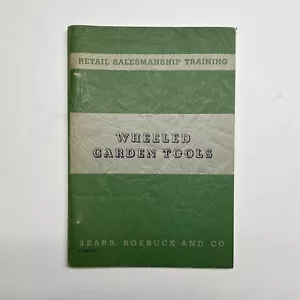 RETAIL SALESMANSHIP TRAINING
WHEELED
GARDEN TOOLS
SEARS, ROEBUCK AND CO